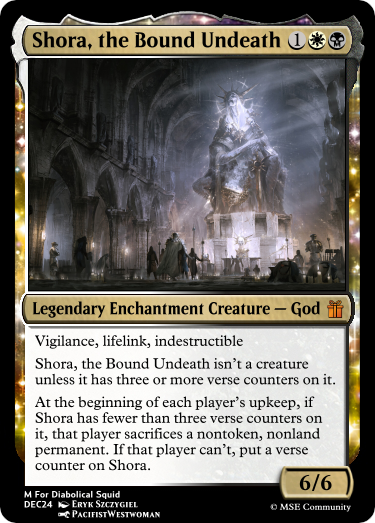 Shora, the Bound Undeath 1
Legendary Enchantment Creature — God
Vigilance, lifelink, indestructible
Shora, the Bound Undeath isn't a creature
unless it has three or more verse counters on it.
At the beginning of each player's upkeep, if
Shora has fewer than three verse counters on
it, that player sacrifices a nontoken, nonland
permanent. If that player can't, put a verse
counter on Shora.
6/6
M For Diabolical Squid
DEC24 Eryk Szczygiel
PacifistWestwoman
© MSE Community